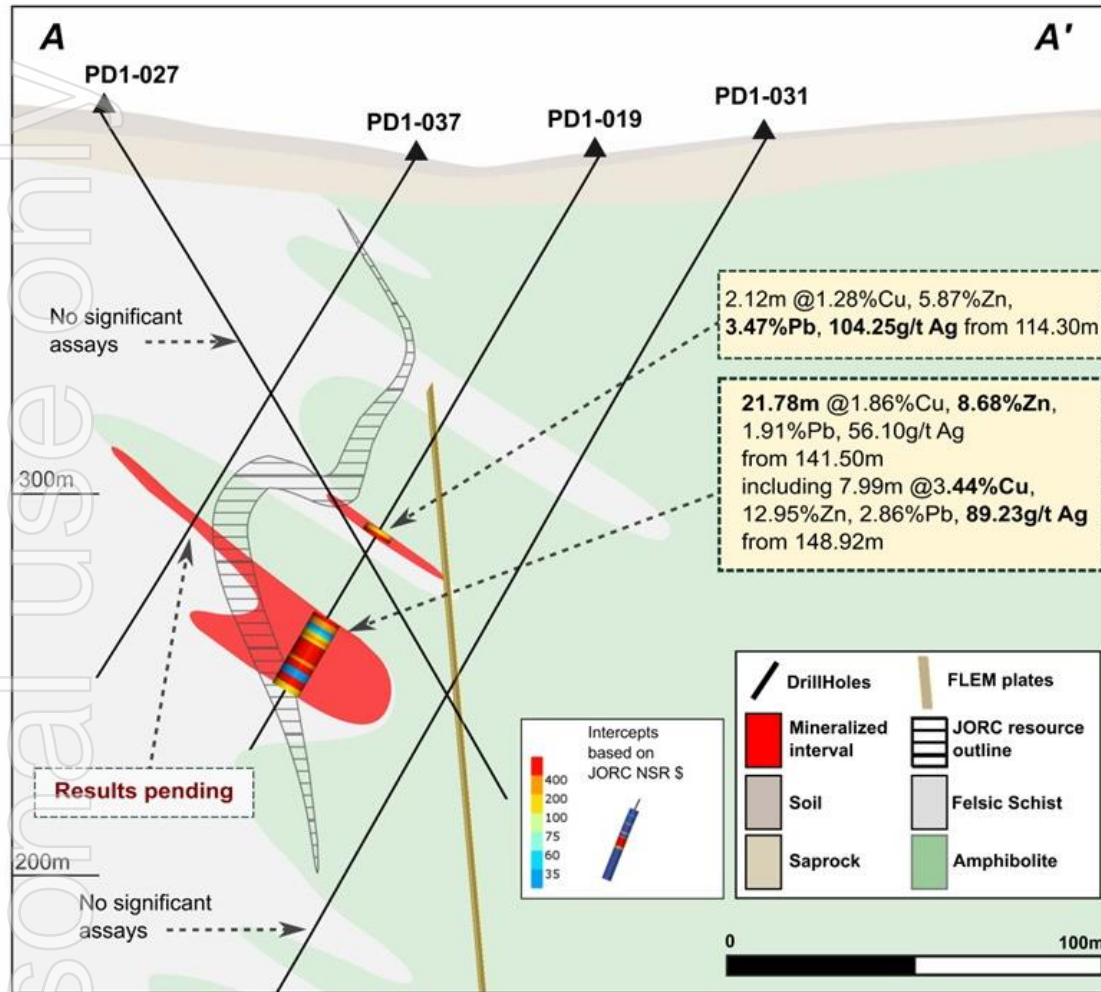 A
A'
PD1-027
PD1-037
PD1-019
PD1-031
No significant
assays
2.12m @1.28%Cu, 5.87%Zn,
3.47%Pb, 104.25g/t Ag from 114.30m
21.78m @1.86%Cu, 8.68%Zn,
1.91%Pb, 56.10g/t Ag
from 141.50m
including 7.99m @3.44%Cu,
12.95%Zn, 2.86%Pb, 89.23g/t Ag
from 148.92m
300m
Results pending
200m
No significant
assays
Intercepts
based on
JORC NSR $
400
200
100
75
60
35
DrillHoles
FLEM plates
Mineralized
interval
JORC resource
outline
Soil
Felsic Schist
Saprock
Amphibolite
0
100m
sonal use only